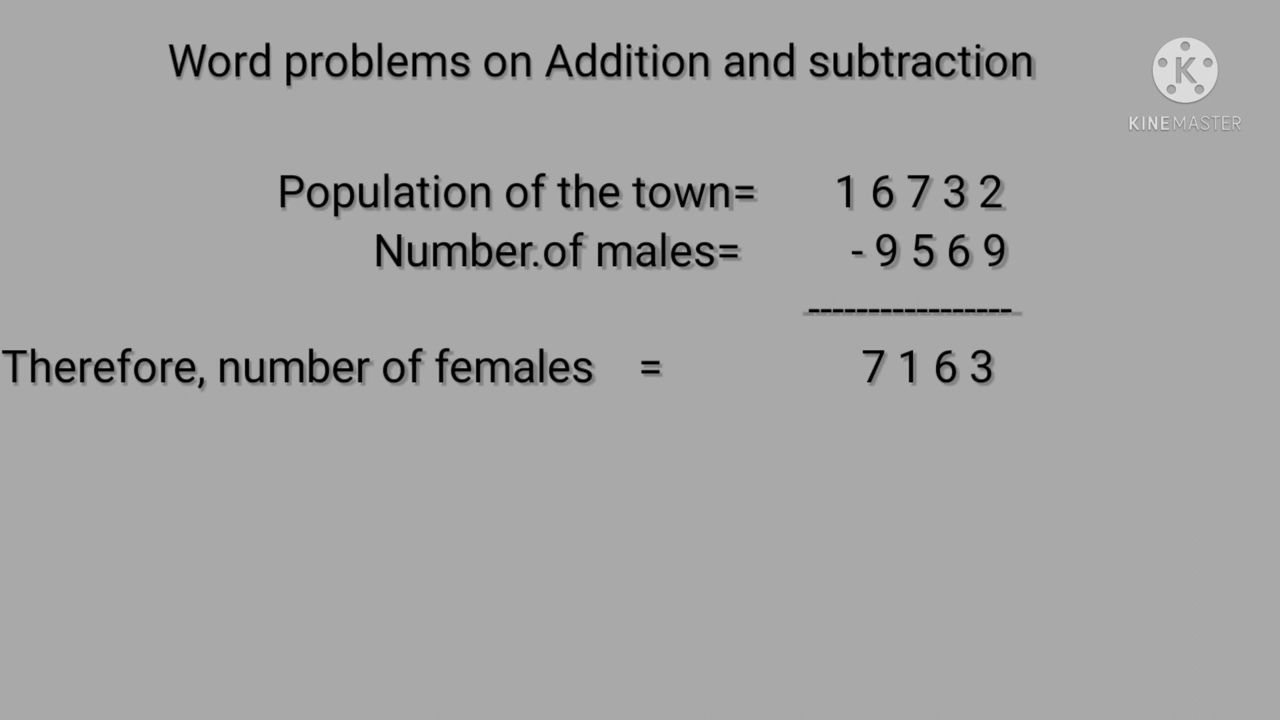 Word problems on Addition and subtraction
K
KINEMASTER
Population of the town= 1 6 7 3 2
Number.of males= - 9 5 6 9
-----------------
Therefore, number of females = 7 1 6 3